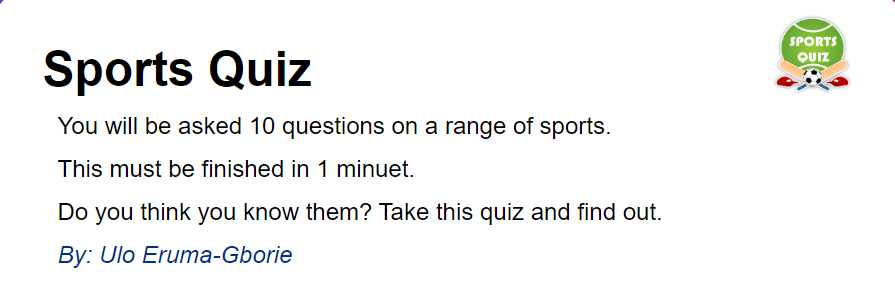 Sports Quiz
SPORTS
QUIZ
You will be asked 10 questions on a range of sports.
This must be finished in 1 minuet.
Do you think you know them? Take this quiz and find out.
By: Ulo Eruma-Gborie